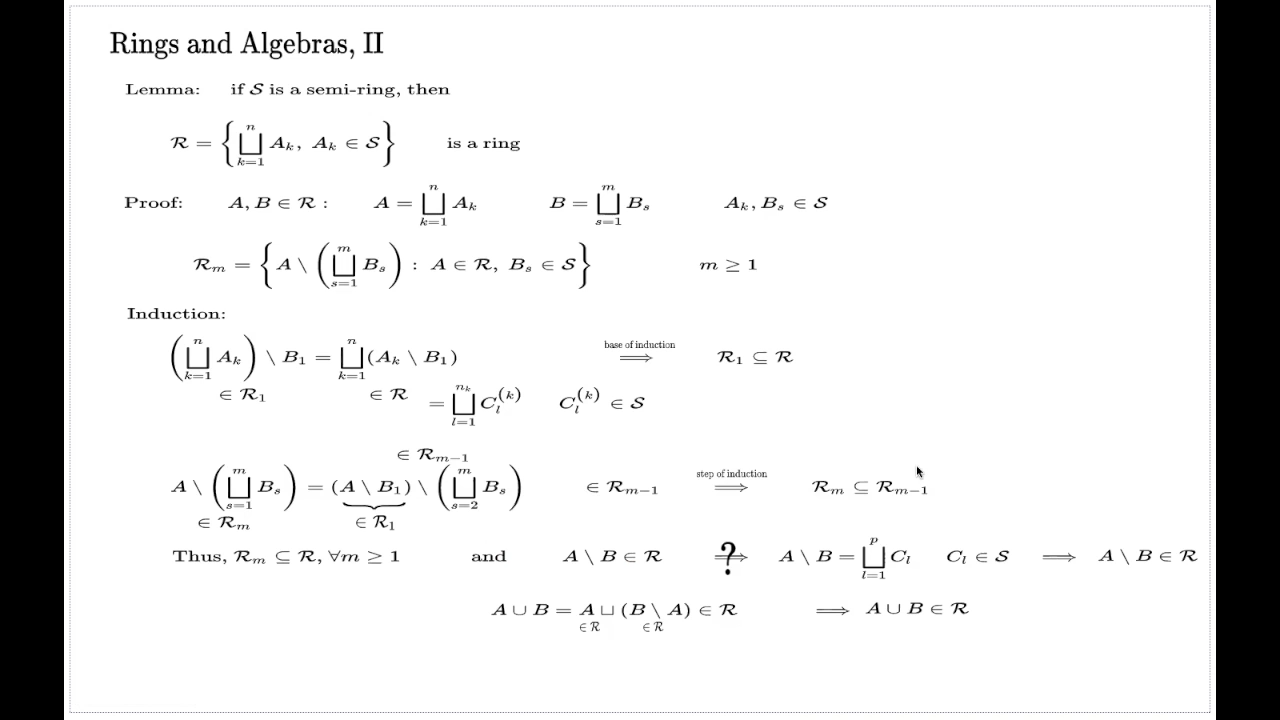 Rings and Algebras, II
Lemma: if 𝒮 is a semi-ring, then
ℛ = { ⨆_{k=1}^{n} A_k, A_k ∈ 𝒮 } is a ring
Proof: A, B ∈ ℛ : A = ⨆_{k=1}^{n} A_k B = ⨆_{s=1}^{m} B_s A_k, B_s ∈ 𝒮
ℛ_m = { A \ ( ⨆_{s=1}^{m} B_s ) : A ∈ ℛ, B_s ∈ 𝒮 } m ≥ 1
Induction:
( ⨆_{k=1}^{n} A_k ) \ B_1 = ⨆_{k=1}^{n} (A_k \ B_1) base of induction ⟹ ℛ_1 ⊆ ℛ
∈ ℛ_1 ∈ ℛ = ⨆_{l=1}^{n_k} C_l^{(k)} C_l^{(k)} ∈ 𝒮
∈ ℛ_{m−1}
A \ ( ⨆_{s=1}^{m} B_s ) = (A \ B_1) \ ( ⨆_{s=2}^{m} B_s ) ∈ ℛ_{m−1} step of induction ⟹ ℛ_m ⊆ ℛ_{m−1}
∈ ℛ_m ∈ ℛ_1
Thus, ℛ_m ⊆ ℛ, ∀m ≥ 1 and A \ B ∈ ℛ ⟹ ? A \ B = ⨆_{l=1}^{p} C_l C_l ∈ 𝒮 ⟹ A \ B ∈ ℛ
A ∪ B = A ⊔ (B \ A) ∈ ℛ ⟹ A ∪ B ∈ ℛ
∈ ℛ ∈ ℛ